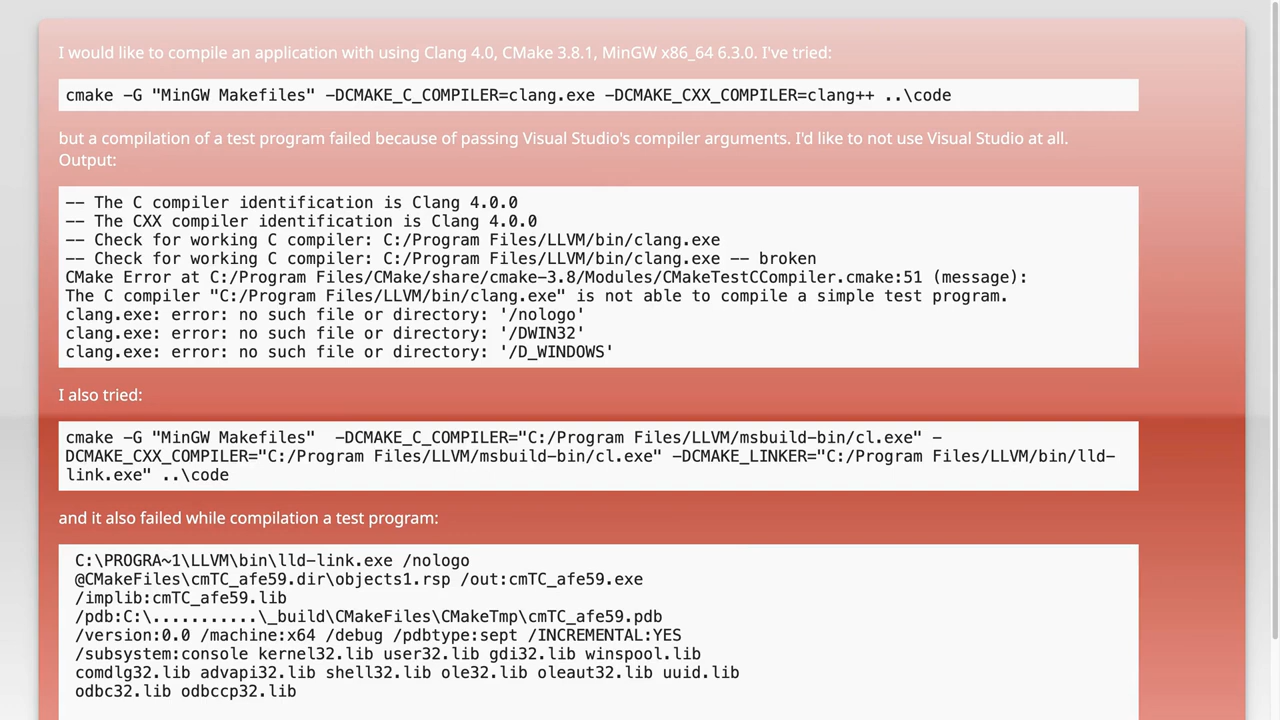 I would like to compile an application with using Clang 4.0, CMake 3.8.1, MinGW x86_64 6.3.0. I've tried:
cmake -G "MinGW Makefiles" -DCMAKE_C_COMPILER=clang.exe -DCMAKE_CXX_COMPILER=clang++ ..\code
but a compilation of a test program failed because of passing Visual Studio's compiler arguments. I'd like to not use Visual Studio at all.
Output:
-- The C compiler identification is Clang 4.0.0
-- The CXX compiler identification is Clang 4.0.0
-- Check for working C compiler: C:/Program Files/LLVM/bin/clang.exe
-- Check for working C compiler: C:/Program Files/LLVM/bin/clang.exe -- broken
CMake Error at C:/Program Files/CMake/share/cmake-3.8/Modules/CMakeTestCCompiler.cmake:51 (message):
The C compiler "C:/Program Files/LLVM/bin/clang.exe" is not able to compile a simple test program.
clang.exe: error: no such file or directory: '/nologo'
clang.exe: error: no such file or directory: '/DWIN32'
clang.exe: error: no such file or directory: '/D_WINDOWS'
I also tried:
cmake -G "MinGW Makefiles"  -DCMAKE_C_COMPILER="C:/Program Files/LLVM/msbuild-bin/cl.exe" -
DCMAKE_CXX_COMPILER="C:/Program Files/LLVM/msbuild-bin/cl.exe" -DCMAKE_LINKER="C:/Program Files/LLVM/bin/lld-
link.exe" ..\code
and it also failed while compilation a test program:
C:\PROGRA~1\LLVM\bin\lld-link.exe /nologo
@CMakeFiles\cmTC_afe59.dir\objects1.rsp /out:cmTC_afe59.exe
/implib:cmTC_afe59.lib
/pdb:C:\...........\_build\CMakeFiles\CMakeTmp\cmTC_afe59.pdb
/version:0.0 /machine:x64 /debug /pdbtype:sept /INCREMENTAL:YES
/subsystem:console kernel32.lib user32.lib gdi32.lib winspool.lib
comdlg32.lib advapi32.lib shell32.lib ole32.lib oleaut32.lib uuid.lib
odbc32.lib odbccp32.lib